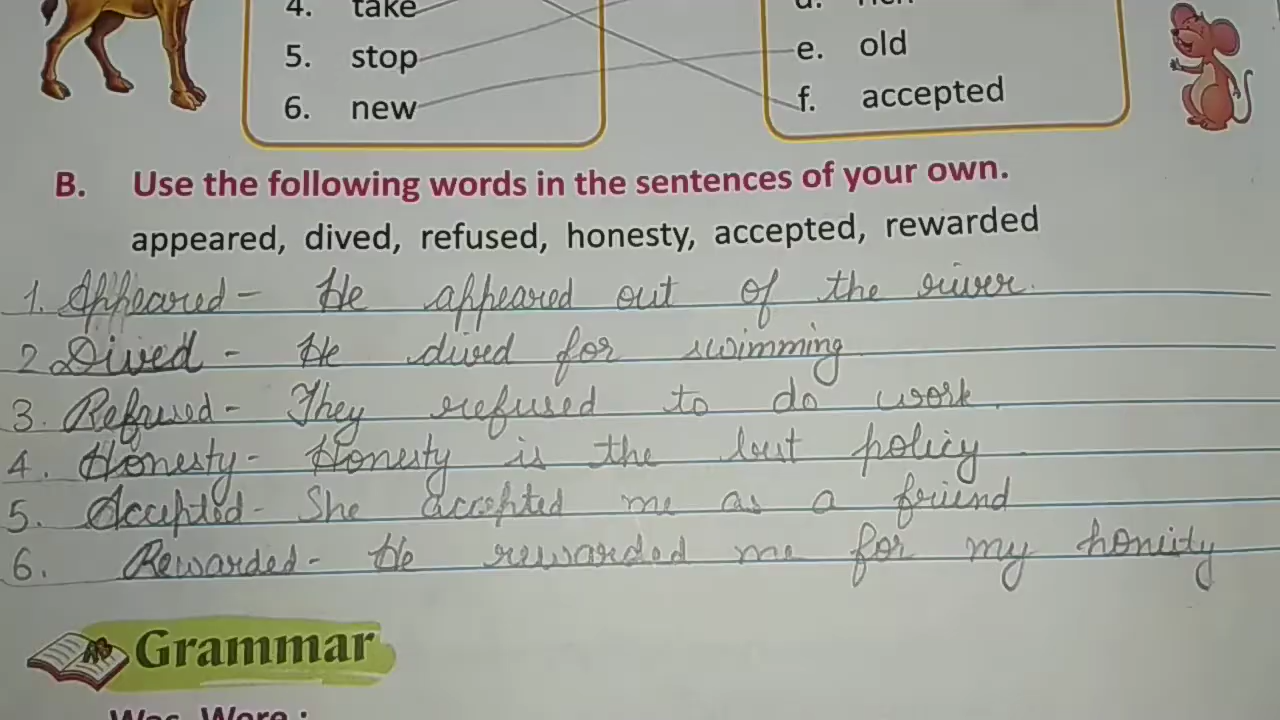 4. take
5. stop
e. old
6. new
f. accepted
B. Use the following words in the sentences of your own.
appeared, dived, refused, honesty, accepted, rewarded
1. Appeared - He appeared out of the river.
2 Dived - He dived for swimming
3. Refused - They refused to do work.
4. Honesty - Honesty is the best policy.
5. Accepted - She accepted me as a friend
6. Rewarded - He rewarded me for my honesty
Grammar
Was, Were :